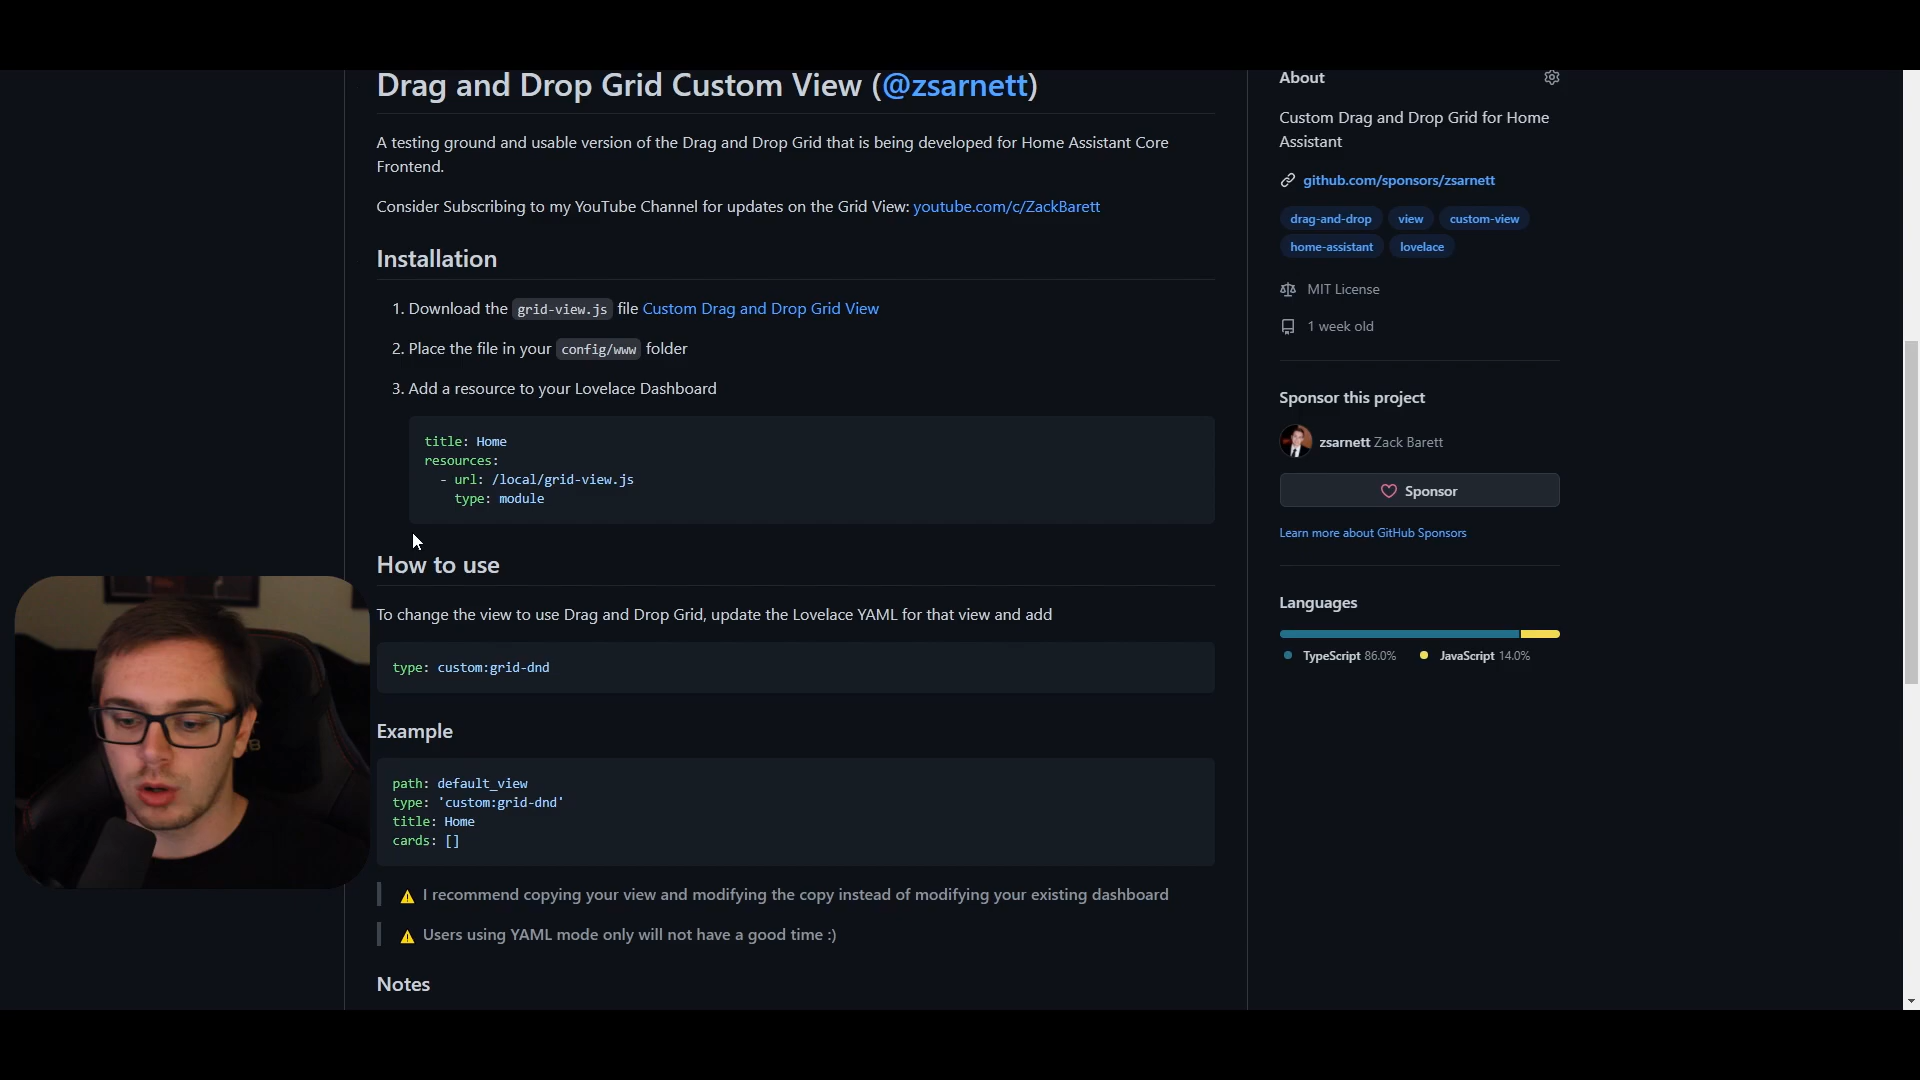 Drag and Drop Grid Custom View (@zsarnett)
A testing ground and usable version of the Drag and Drop Grid that is being developed for Home Assistant Core
Frontend.
Consider Subscribing to my YouTube Channel for updates on the Grid View: youtube.com/c/ZackBarett
Installation
1. Download the grid-view.js file Custom Drag and Drop Grid View
2. Place the file in your config/www folder
3. Add a resource to your Lovelace Dashboard
title: Home
resources:
- url: /local/grid-view.js
type: module
How to use
To change the view to use Drag and Drop Grid, update the Lovelace YAML for that view and add
type: custom:grid-dnd
Example
path: default_view
type: 'custom:grid-dnd'
title: Home
cards: []
⚠ I recommend copying your view and modifying the copy instead of modifying your existing dashboard
⚠ Users using YAML mode only will not have a good time :)
Notes
About
Custom Drag and Drop Grid for Home
Assistant
github.com/sponsors/zsarnett
drag-and-drop view custom-view
home-assistant lovelace
MIT License
1 week old
Sponsor this project
zsarnett Zack Barett
Sponsor
Learn more about GitHub Sponsors
Languages
TypeScript 86.0% JavaScript 14.0%